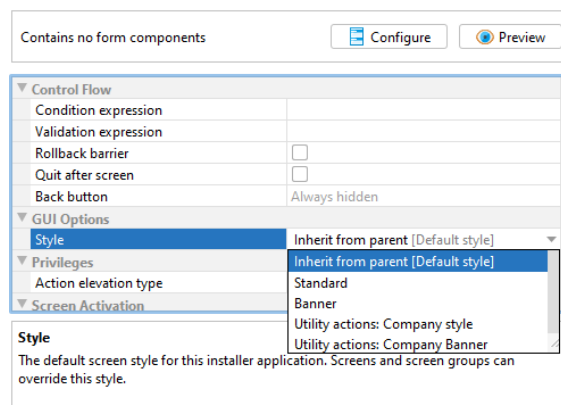 Contains no form components
Configure
Preview
Control Flow
Condition expression
Validation expression
Rollback barrier
Quit after screen
Back button Always hidden
GUI Options
Style Inherit from parent [Default style]
Privileges Inherit from parent [Default style]
Action elevation type Standard
Screen Activation Banner
Utility actions: Company style
Utility actions: Company Banner
Style
The default screen style for this installer application. Screens and screen groups can
override this style.